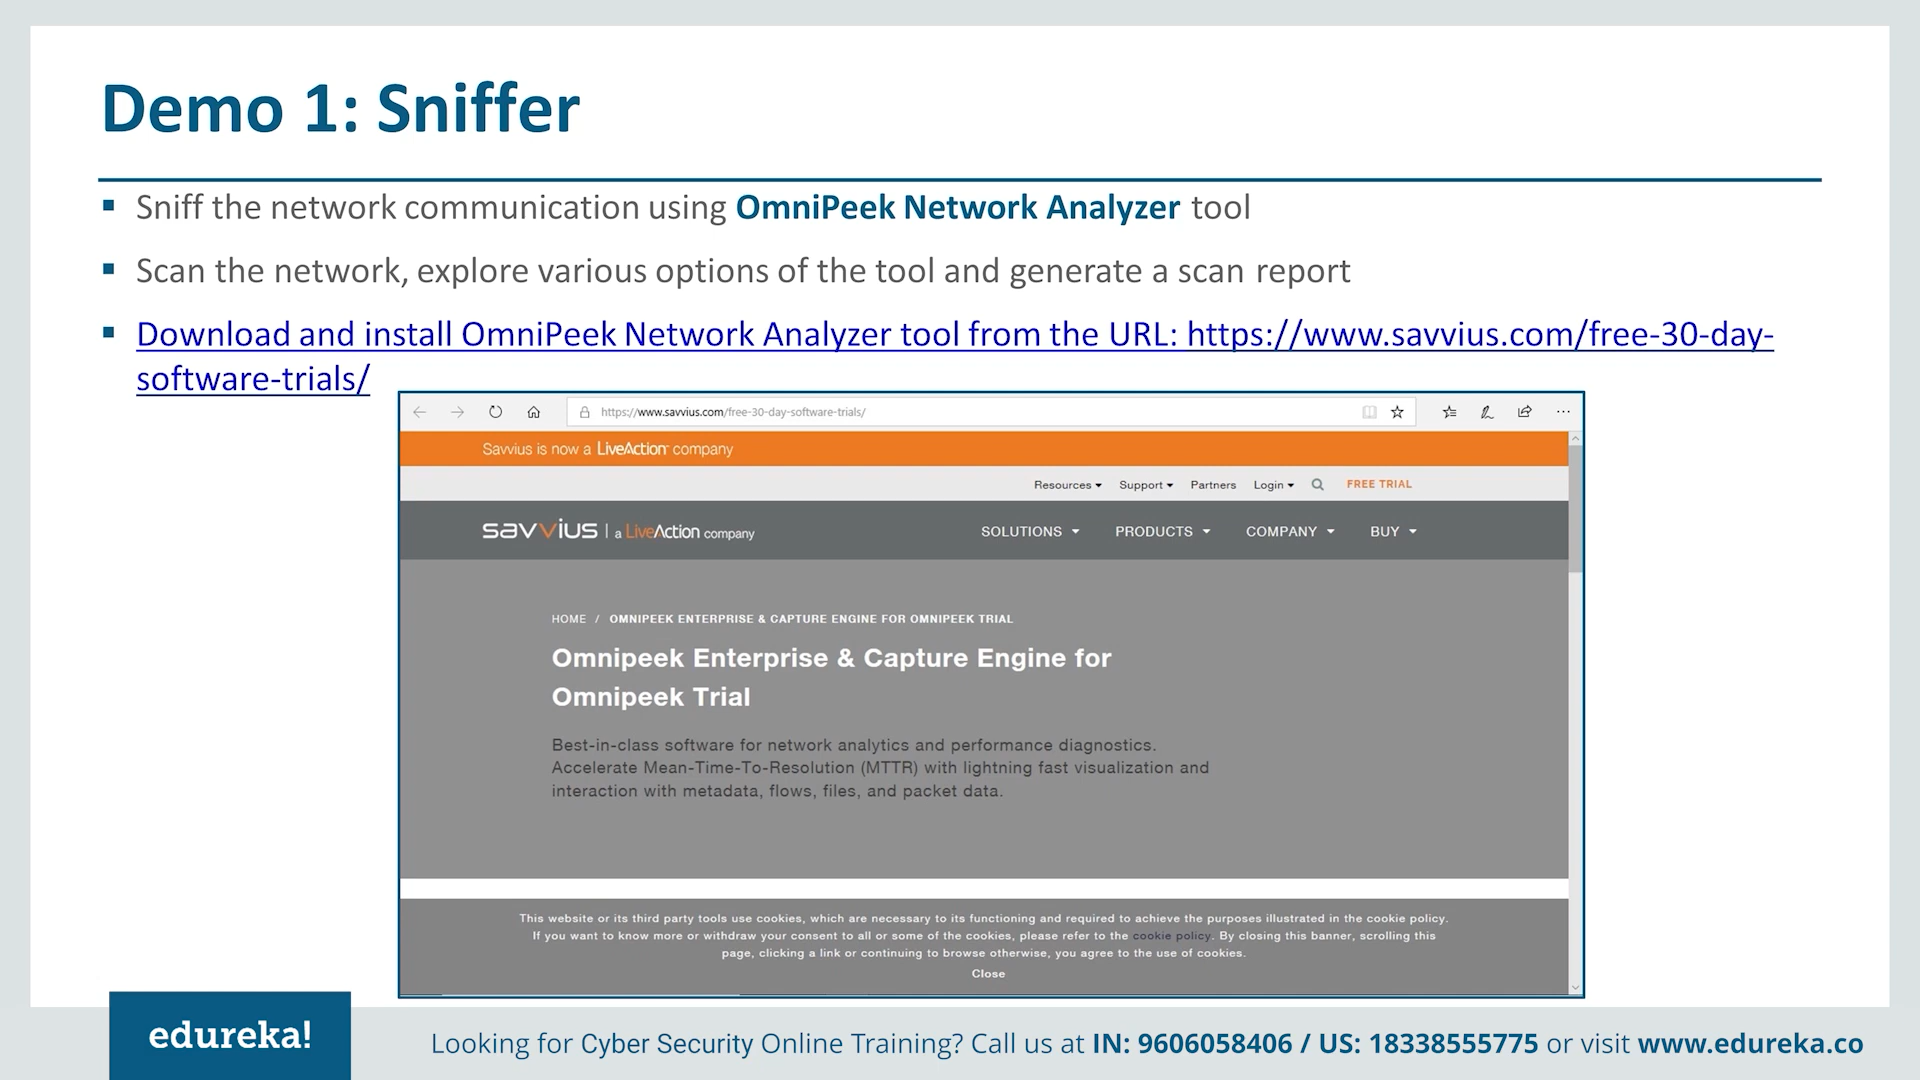 Demo 1: Sniffer
▪ Sniff the network communication using OmniPeek Network Analyzer tool
▪ Scan the network, explore various options of the tool and generate a scan report
▪ Download and install OmniPeek Network Analyzer tool from the URL: https://www.savvius.com/free-30-day-
software-trials/
https://www.savvius.com/free-30-day-software-trials/
Savvius is now a LiveAction company
Resources Support Partners Login FREE TRIAL
savvius | a LiveAction company SOLUTIONS PRODUCTS COMPANY BUY
HOME / OMNIPEEK ENTERPRISE & CAPTURE ENGINE FOR OMNIPEEK TRIAL
Omnipeek Enterprise & Capture Engine for
Omnipeek Trial
Best-in-class software for network analytics and performance diagnostics.
Accelerate Mean-Time-To-Resolution (MTTR) with lightning fast visualization and
interaction with metadata, flows, files, and packet data.
This website or its third party tools use cookies, which are necessary to its functioning and required to achieve the purposes illustrated in the cookie policy.
If you want to know more or withdraw your consent to all or some of the cookies, please refer to the cookie policy. By closing this banner, scrolling this
page, clicking a link or continuing to browse otherwise, you agree to the use of cookies.
Close
edureka! Looking for Cyber Security Online Training? Call us at IN: 9606058406 / US: 18338555775 or visit www.edureka.co